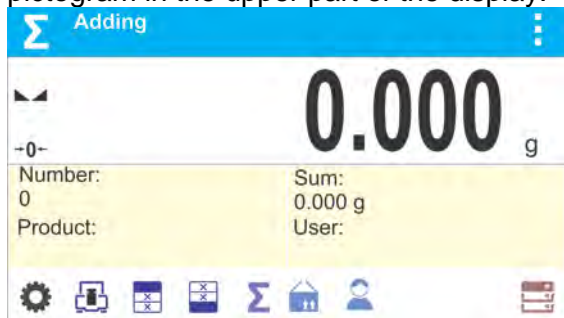 pictogram in the upper part of the display.
Σ Adding
0.000 g
→0←
Number:
0
Sum:
0.000 g
Product:
User:
Σ